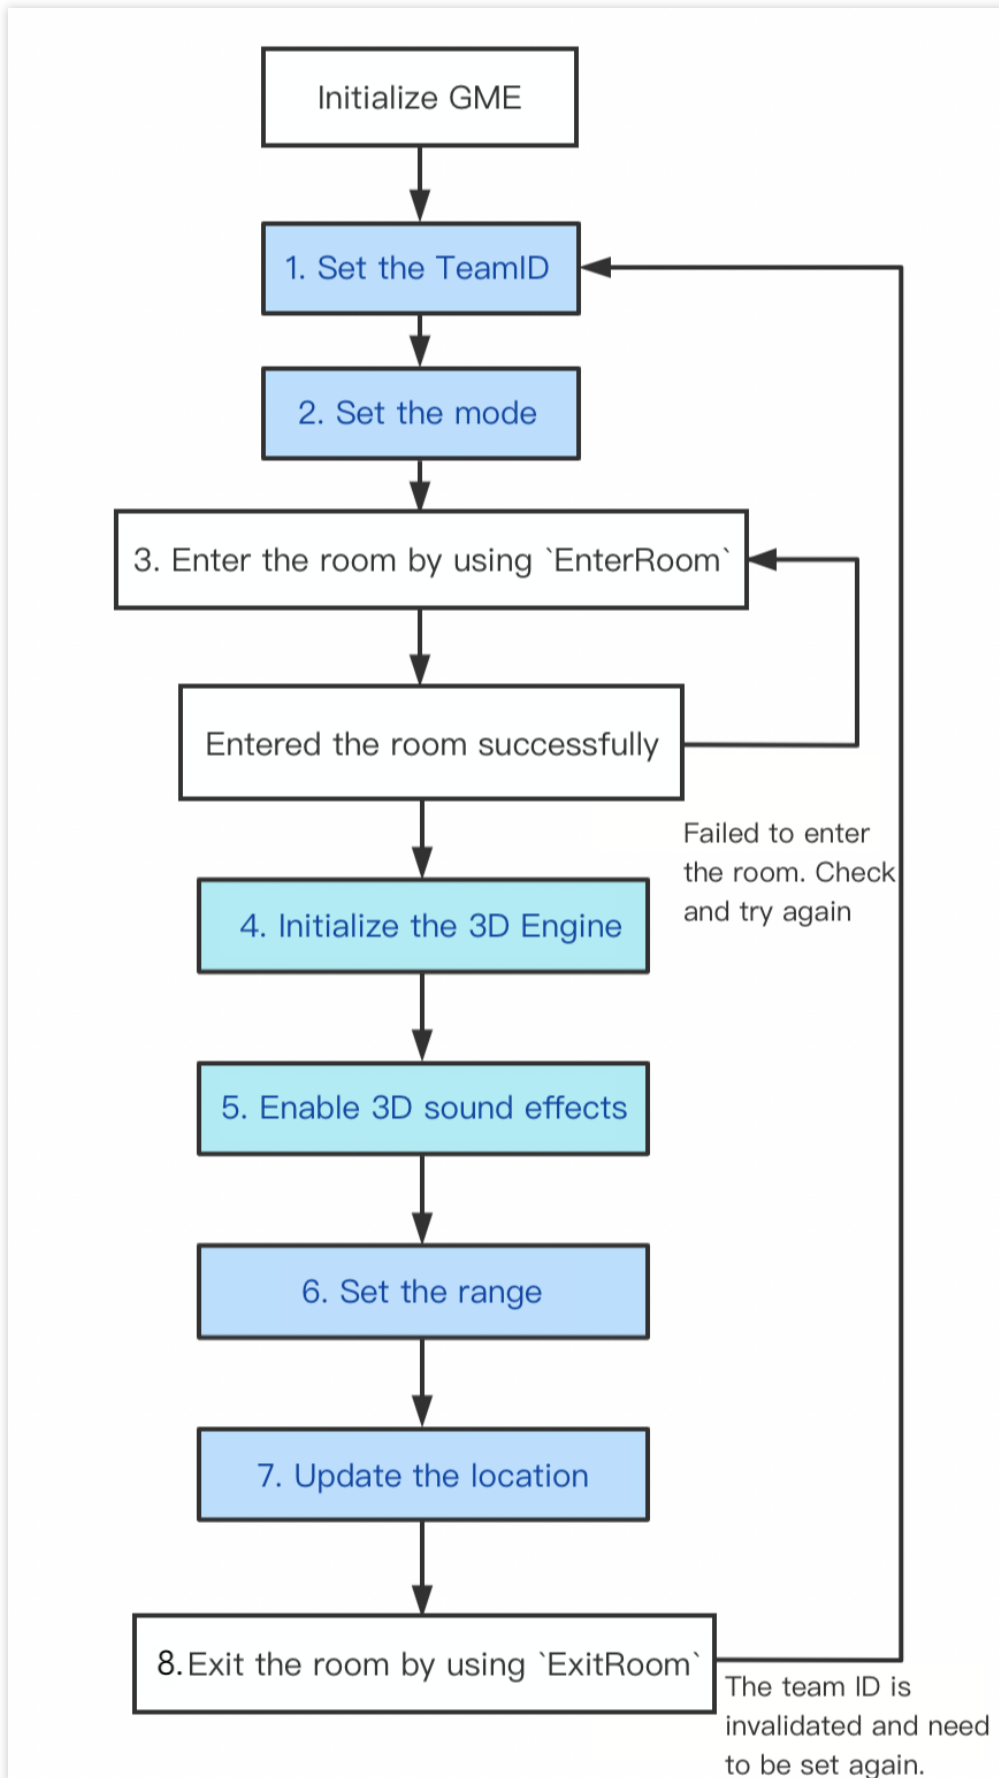 Initialize GME
1. Set the TeamID
2. Set the mode
3. Enter the room by using `EnterRoom`
Entered the room successfully
Failed to enter
the room. Check
and try again
4. Initialize the 3D Engine
5. Enable 3D sound effects
6. Set the range
7. Update the location
8.Exit the room by using `ExitRoom`
The team ID is
invalidated and need
to be set again.